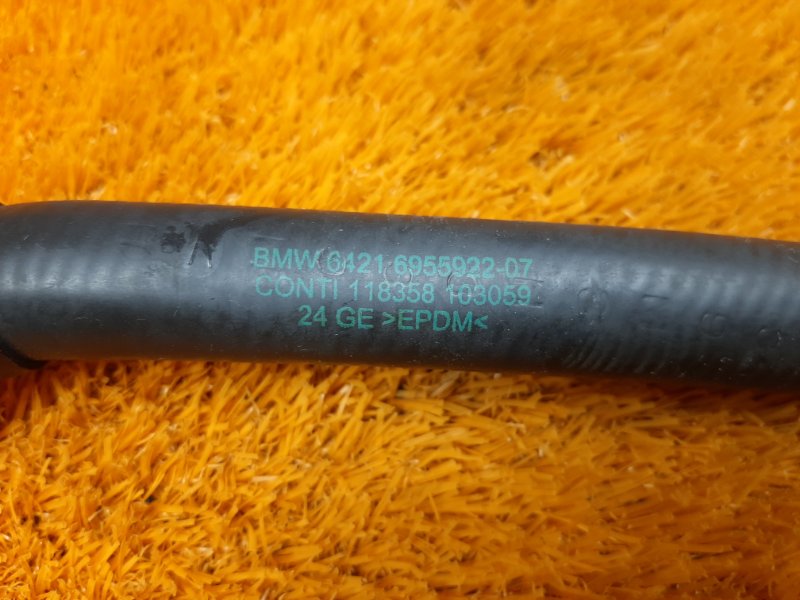 BMW 6421 6955922-07
CONTI 118358 103059
24 GE >EPDM<